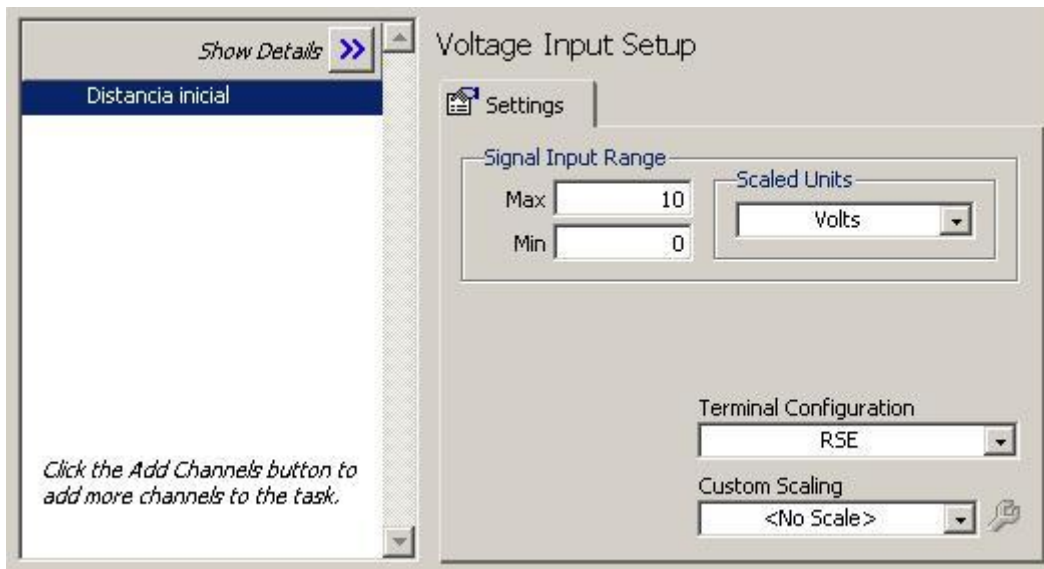 Show Details
Distancia inicial
Click the Add Channels button to
add more channels to the task.
Voltage Input Setup
Settings
Signal Input Range
Max 10
Min 0
Scaled Units
Volts
Terminal Configuration
RSE
Custom Scaling
<No Scale>